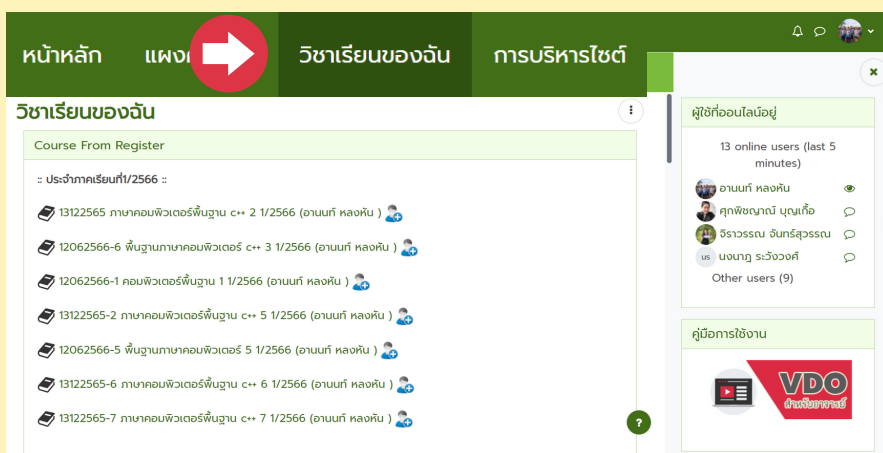 หน้าหลัก
วิชาเรียนของฉัน
การบริหารไซต์
วิชาเรียนของฉัน
Course From Register
:: ประจำภาคเรียนที่1/2566 ::
13122565 ภาษาคอมพิวเตอร์พื้นฐาน c++ 2 1/2566 (อานนท์ หลงหัน )
12062566-6 พื้นฐานภาษาคอมพิวเตอร์ c++ 3 1/2566 (อานนท์ หลงหัน )
12062566-1 คอมพิวเตอร์พื้นฐาน 1 1/2566 (อานนท์ หลงหัน )
13122565-2 ภาษาคอมพิวเตอร์พื้นฐาน c++ 5 1/2566 (อานนท์ หลงหัน )
12062566-5 พื้นฐานภาษาคอมพิวเตอร์ 5 1/2566 (อานนท์ หลงหัน )
13122565-6 ภาษาคอมพิวเตอร์พื้นฐาน c++ 6 1/2566 (อานนท์ หลงหัน )
13122565-7 ภาษาคอมพิวเตอร์พื้นฐาน c++ 7 1/2566 (อานนท์ หลงหัน )
?
ผู้ใช้ที่ออนไลน์อยู่
13 online users (last 5
minutes)
อานนท์ หลงหัน
ศุภพิชญาณ์ บุญเกื้อ
จิราวรรณ จันทร์สุวรรณ
us นงนาฎ ระวังวงศ์
Other users (9)
คู่มือการใช้งาน
VDO
สำหรับอาจารย์